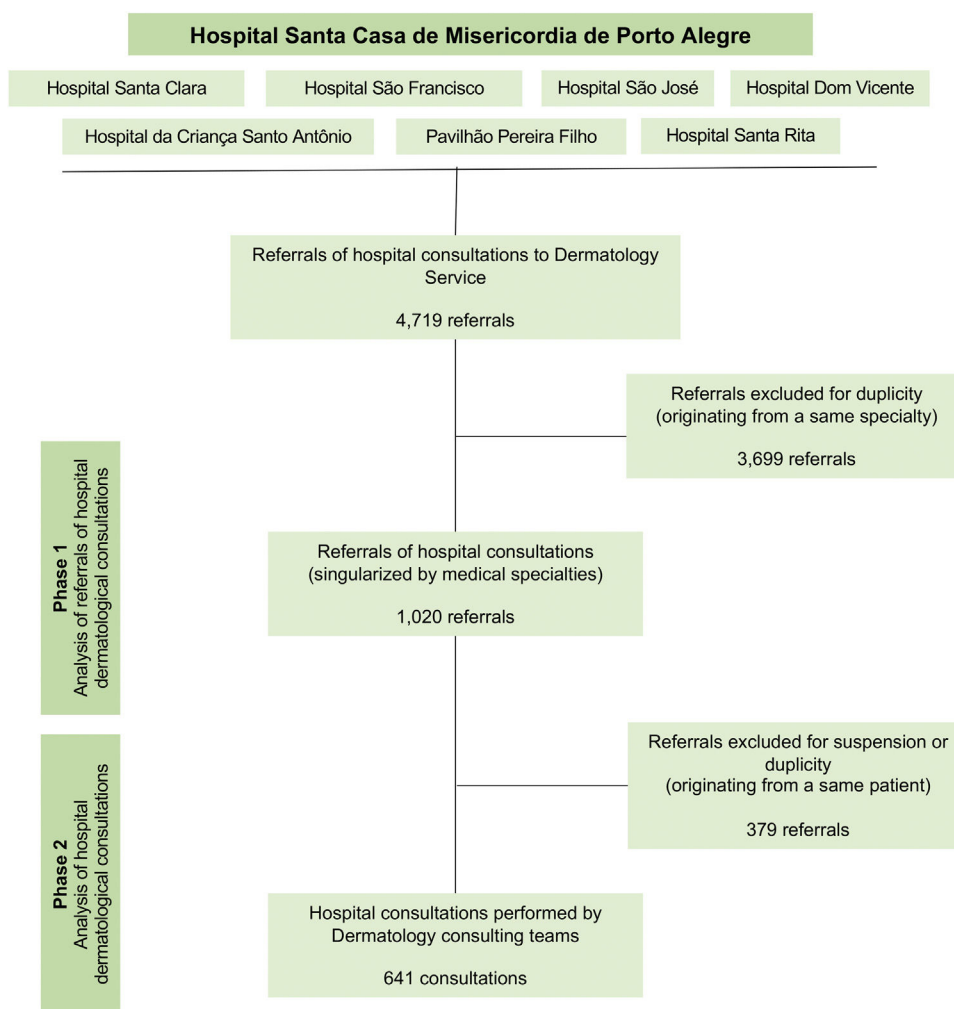 Hospital Santa Casa de Misericordia de Porto Alegre
Hospital Santa Clara
Hospital São Francisco
Hospital São José
Hospital Dom Vicente
Hospital da Criança Santo Antônio
Pavilhão Pereira Filho
Hospital Santa Rita
Referrals of hospital consultations to Dermatology
Service
4,719 referrals
Referrals excluded for duplicity
(originating from a same specialty)
3,699 referrals
Phase 1
Analysis of referrals of hospital
dermatological consultations
Referrals of hospital consultations
(singularized by medical specialties)
1,020 referrals
Referrals excluded for suspension or
duplicity
(originating from a same patient)
379 referrals
Phase 2
Analysis of hospital
dermatological consultations
Hospital consultations performed by
Dermatology consulting teams
641 consultations